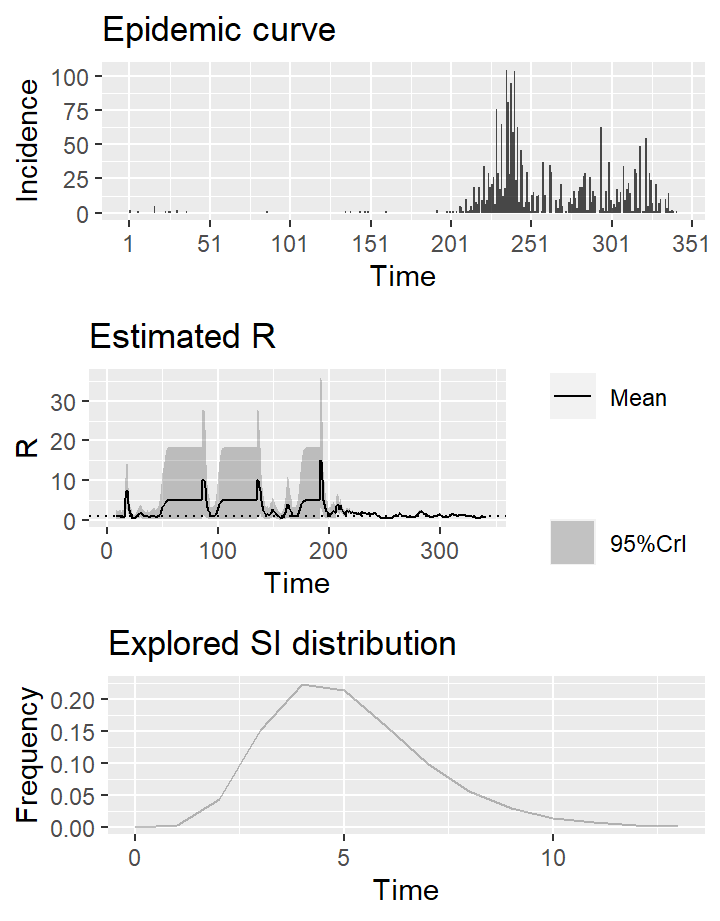 Epidemic curve
Incidence
100
75
50
25
0
1 51 101 151 201 251 301 351
Time
Estimated R
R
30
20
10
0
0 100 200 300
Time
Mean
95%CrI
Explored SI distribution
Frequency
0.20
0.15
0.10
0.05
0.00
0 5 10
Time